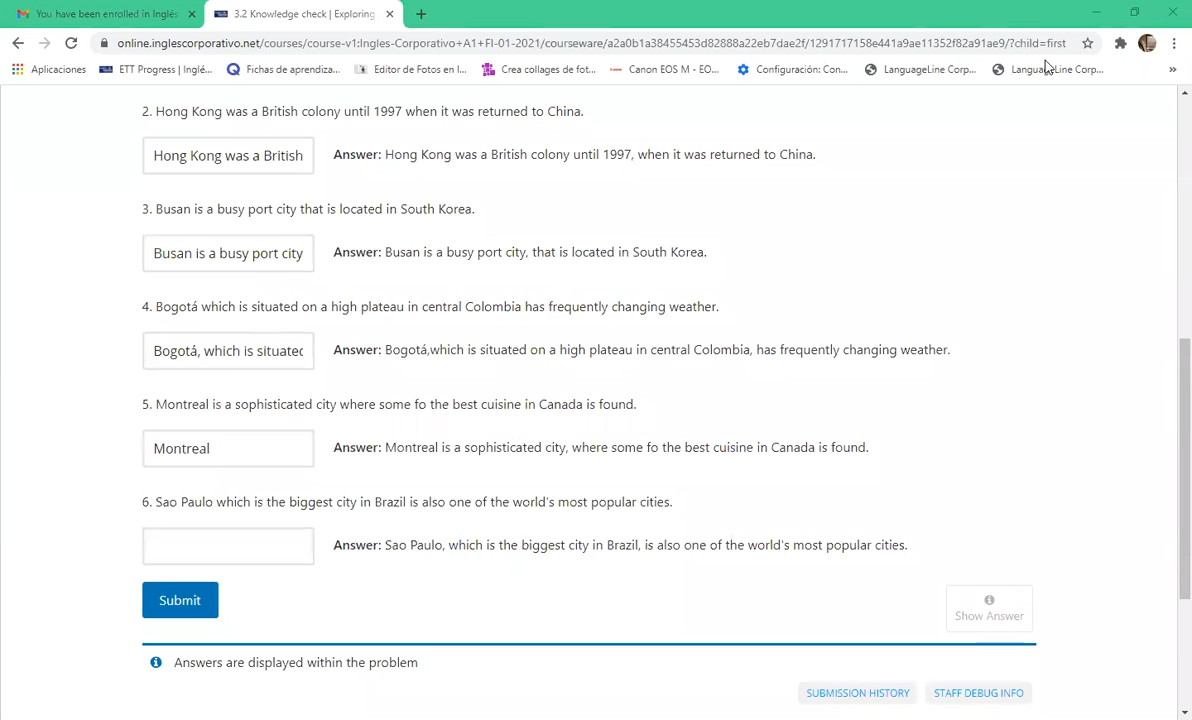 You have been enrolled in Inglés
3.2 Knowledge check | Exploring
online.inglescorporativo.net/courses/course-v1:Ingles-Corporativo+A1+FI-01-2021/courseware/a2a0b1a38455453d82888a22eb7dae2f/1291717158e441a9ae11352f82a91ae9/?child=first
Aplicaciones ETT Progress | Inglé... Fichas de aprendiza... Editor de Fotos en l... Crea collages de fot... Canon EOS M - EO... Configuración: Con... LanguageLine Corp... LanguageLine Corp... »
2. Hong Kong was a British colony until 1997 when it was returned to China.
Hong Kong was a British
Answer: Hong Kong was a British colony until 1997, when it was returned to China.
3. Busan is a busy port city that is located in South Korea.
Busan is a busy port city
Answer: Busan is a busy port city, that is located in South Korea.
4. Bogotá which is situated on a high plateau in central Colombia has frequently changing weather.
Bogotá, which is situated
Answer: Bogotá,which is situated on a high plateau in central Colombia, has frequently changing weather.
5. Montreal is a sophisticated city where some fo the best cuisine in Canada is found.
Montreal
Answer: Montreal is a sophisticated city, where some fo the best cuisine in Canada is found.
6. Sao Paulo which is the biggest city in Brazil is also one of the world's most popular cities.
Answer: Sao Paulo, which is the biggest city in Brazil, is also one of the world's most popular cities.
Submit
Show Answer
Answers are displayed within the problem
SUBMISSION HISTORY STAFF DEBUG INFO